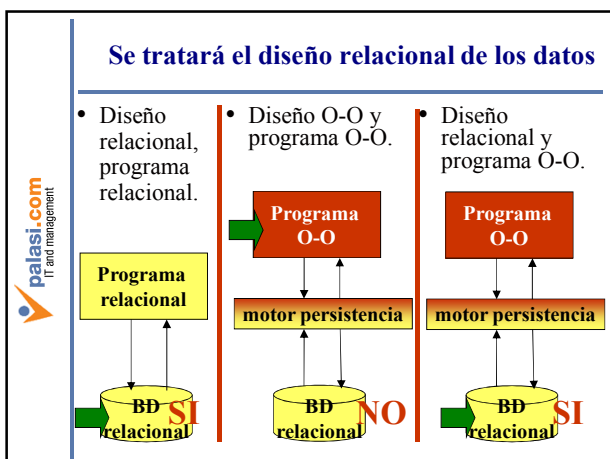 Se tratará el diseño relacional de los datos
• Diseño
relacional,
programa
relacional.
Programa
relacional
BD
relacional
SI
• Diseño O-O y
programa O-O.
Programa
O-O
motor persistencia
BD
relacional
NO
• Diseño
relacional y
programa O-O.
Programa
O-O
motor persistencia
BD
relacional
SI
palasi.com
IT and management